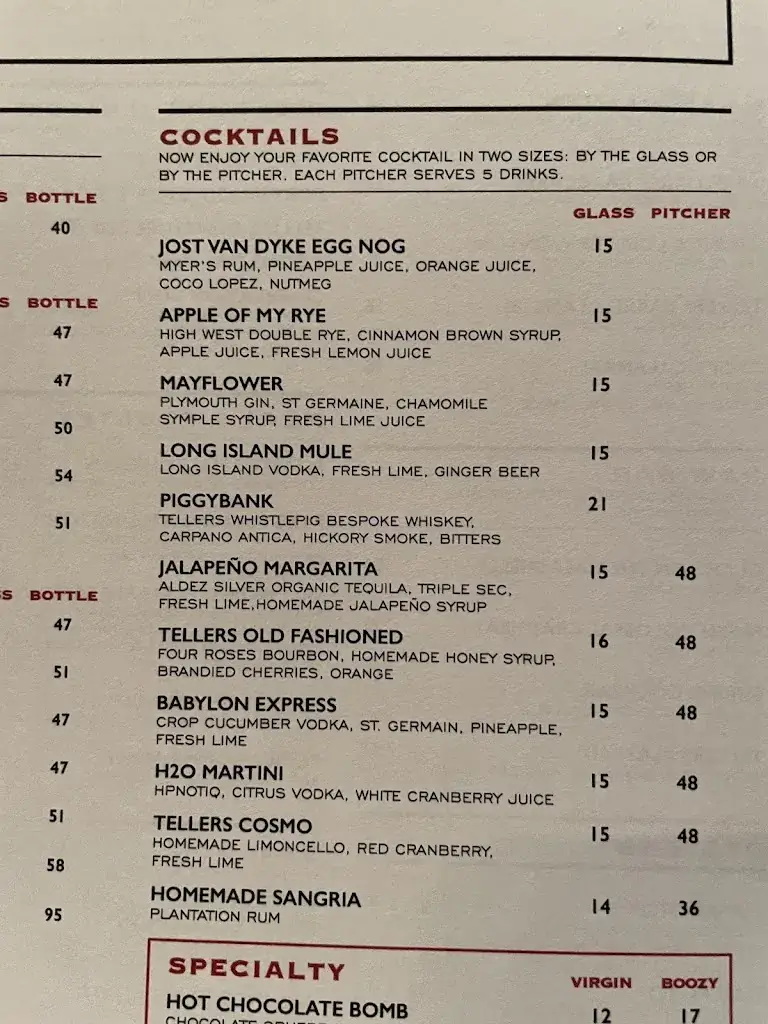 COCKTAILS
NOW ENJOY YOUR FAVORITE COCKTAIL IN TWO SIZES: BY THE GLASS OR
BY THE PITCHER. EACH PITCHER SERVES 5 DRINKS.
GLASS PITCHER
JOST VAN DYKE EGG NOG 15
MYER'S RUM, PINEAPPLE JUICE, ORANGE JUICE,
COCO LOPEZ, NUTMEG
APPLE OF MY RYE 15
HIGH WEST DOUBLE RYE, CINNAMON BROWN SYRUP,
APPLE JUICE, FRESH LEMON JUICE
MAYFLOWER 15
PLYMOUTH GIN, ST GERMAINE, CHAMOMILE
SYMPLE SYRUP, FRESH LIME JUICE
LONG ISLAND MULE 15
LONG ISLAND VODKA, FRESH LIME, GINGER BEER
PIGGYBANK 21
TELLERS WHISTLEPIG BESPOKE WHISKEY,
CARPANO ANTICA, HICKORY SMOKE, BITTERS
JALAPEÑO MARGARITA 15 48
ALDEZ SILVER ORGANIC TEQUILA, TRIPLE SEC,
FRESH LIME,HOMEMADE JALAPEÑO SYRUP
TELLERS OLD FASHIONED 16 48
FOUR ROSES BOURBON, HOMEMADE HONEY SYRUP,
BRANDIED CHERRIES, ORANGE
BABYLON EXPRESS 15 48
CROP CUCUMBER VODKA, ST. GERMAIN, PINEAPPLE,
FRESH LIME
H2O MARTINI 15 48
HPNOTIQ, CITRUS VODKA, WHITE CRANBERRY JUICE
TELLERS COSMO 15 48
HOMEMADE LIMONCELLO, RED CRANBERRY,
FRESH LIME
HOMEMADE SANGRIA 14 36
PLANTATION RUM
SPECIALTY
VIRGIN BOOZY
HOT CHOCOLATE BOMB 12 17
BOTTLE
40
BOTTLE
47
47
50
54
51
BOTTLE
47
51
47
47
51
58
95